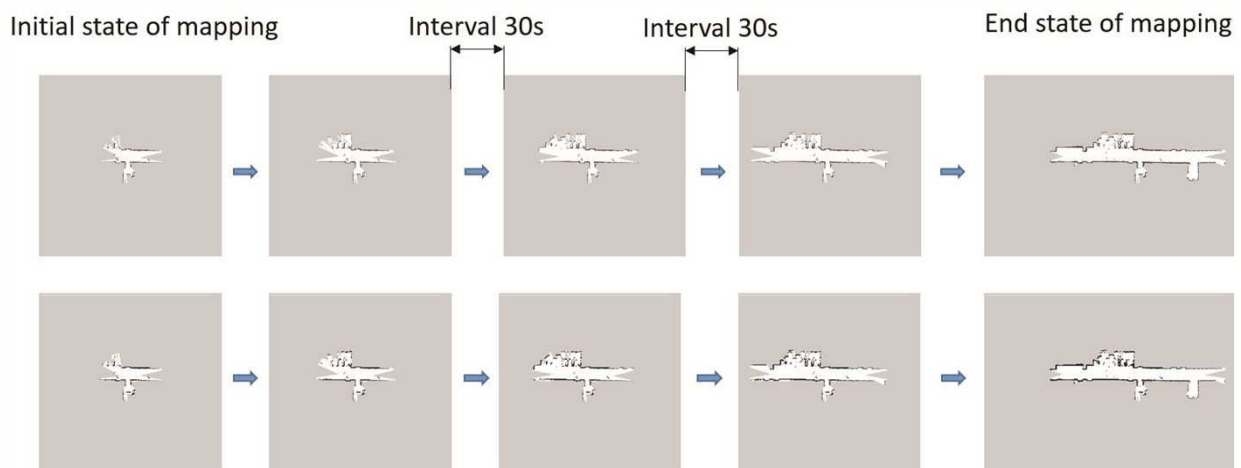 Initial state of mapping
Interval 30s
Interval 30s
End state of mapping